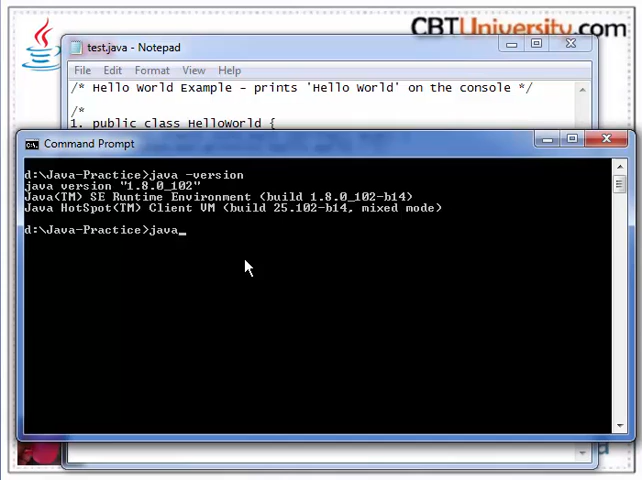 CBTUniversity.com
test.java - Notepad
File Edit Format View Help
/* Hello World Example - prints 'Hello World' on the console */
/*
1. public class HelloWorld {
Command Prompt
d:\Java-Practice>java -version
java version "1.8.0_102"
Java(TM) SE Runtime Environment (build 1.8.0_102-b14)
Java HotSpot(TM) Client VM (build 25.102-b14, mixed mode)
d:\Java-Practice>java_